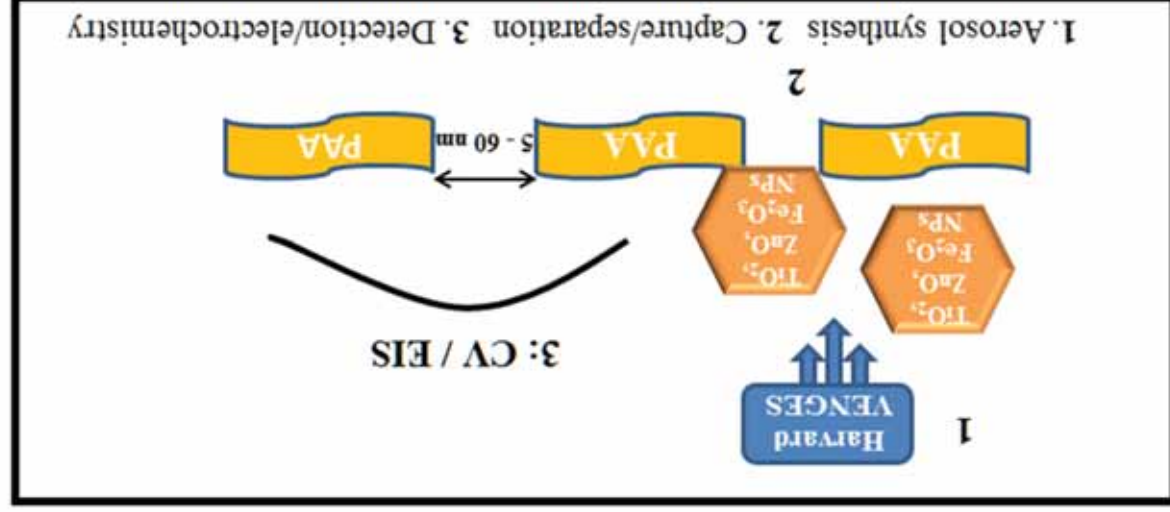 1
Harvard
VENGES
3: CV / EIS
TiO₂,
ZnO,
Fe₂O₃
NPs
TiO₂,
ZnO,
Fe₂O₃
NPs
PAA
PAA
5 - 60 nm
PAA
2
1. Aerosol synthesis 2. Capture/separation 3. Detection/electrochemistry